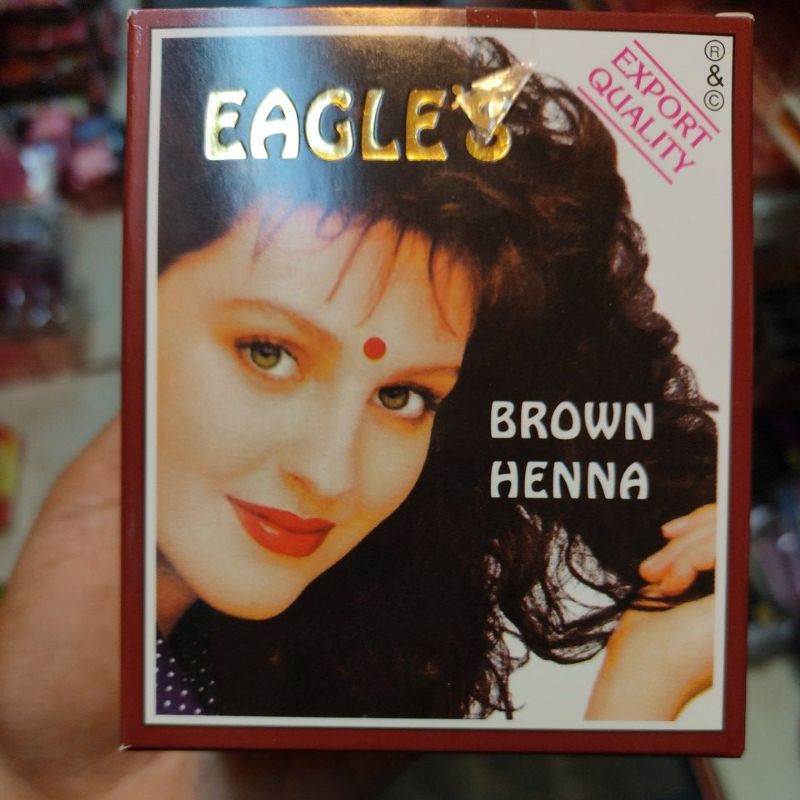 EAGLE'S
EXPORT
QUALITY
®
&
©
BROWN
HENNA